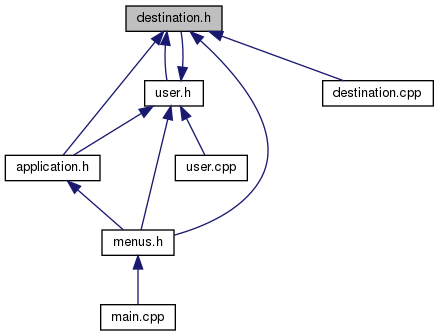 destination.h
user.h
destination.cpp
application.h
user.cpp
menus.h
main.cpp